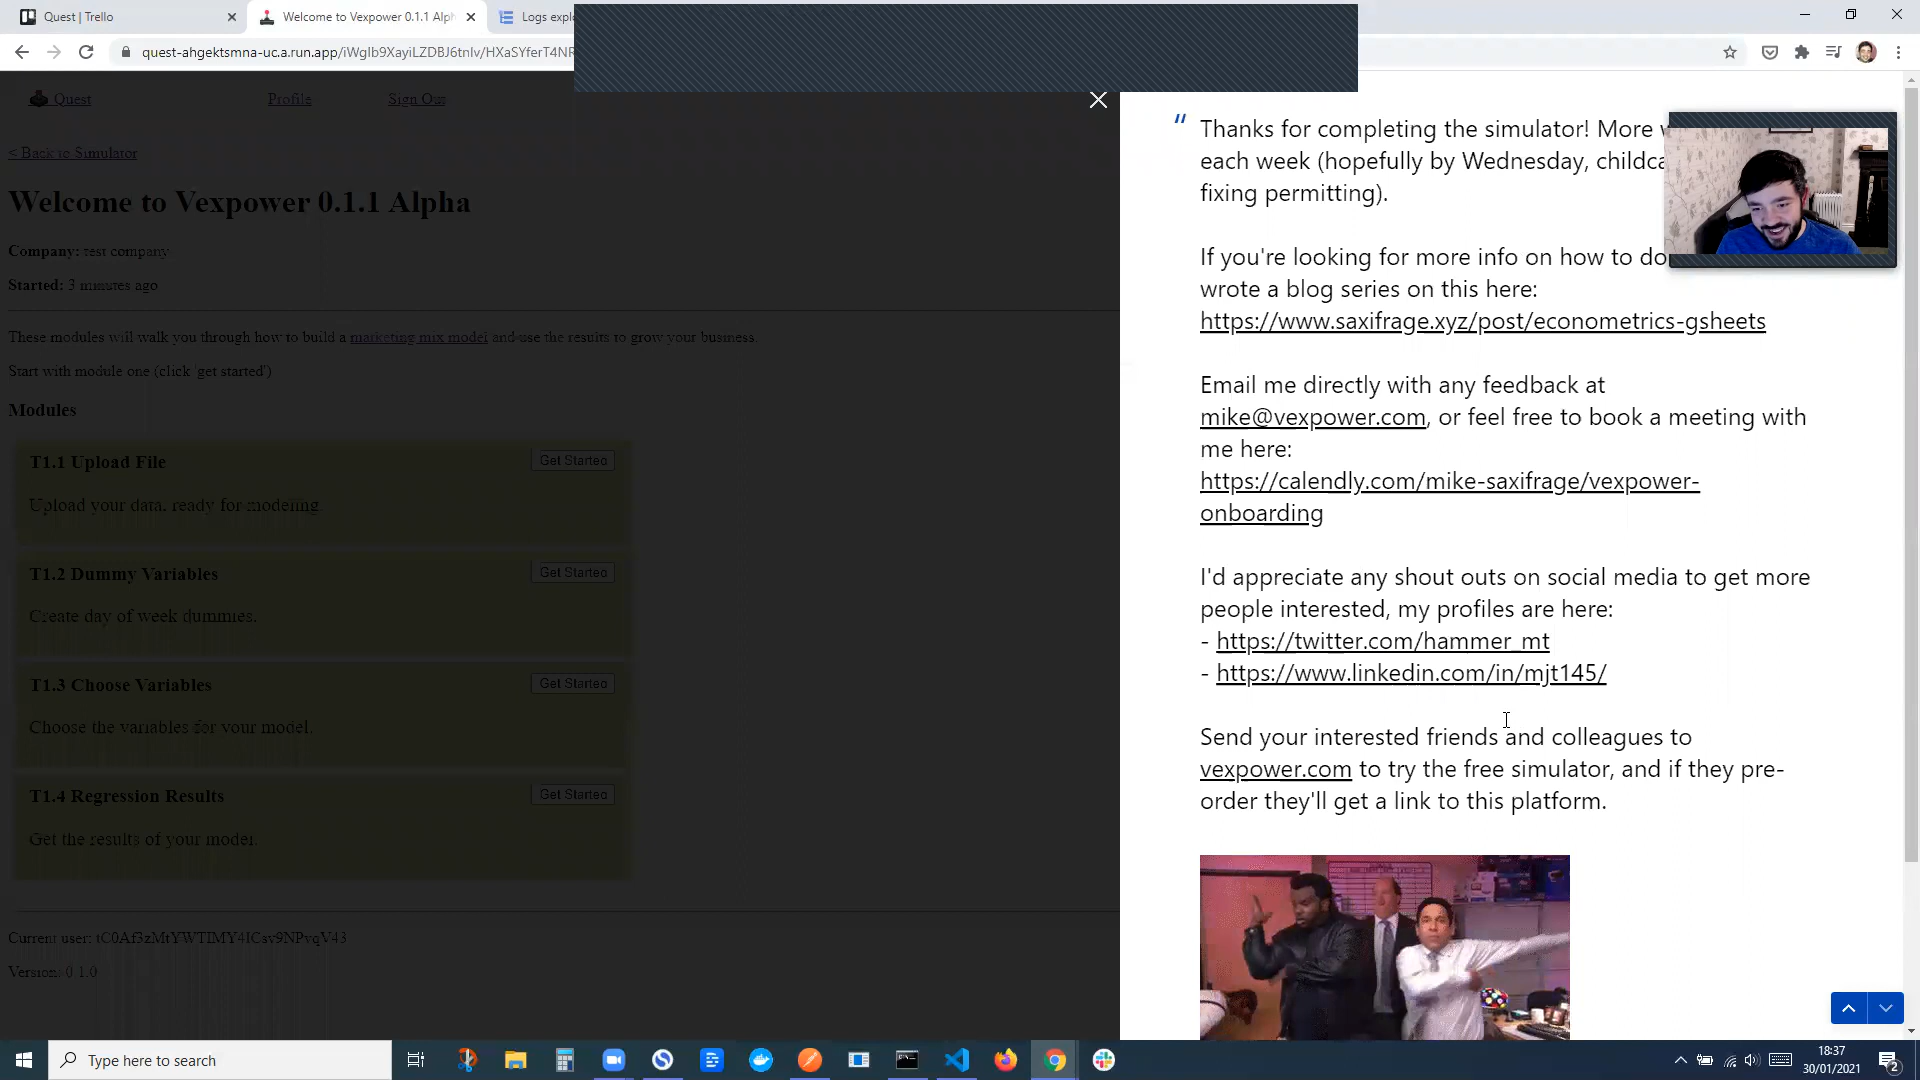 Quest | Trello
Welcome to Vexpower 0.1.1 Alph
Logs expl
quest-ahgektsmna-uc.a.run.app/iWglb9XayiLZDBJ6tnlv/HXaSYferT4NR
Quest Profile Sign Out
< Back to Simulator
Welcome to Vexpower 0.1.1 Alpha
Company: test company
Started: 3 minutes ago
These modules will walk you through how to build a marketing mix model and use the results to grow your business.
Start with module one (click 'get started')
Modules
T1.1 Upload File
Get Started
Upload your data, ready for modeling.
T1.2 Dummy Variables
Get Started
Create day of week dummies.
T1.3 Choose Variables
Get Started
Choose the variables for your model.
T1.4 Regression Results
Get Started
Get the results of your model.
Current user:
Version: 0.1.0
" Thanks for completing the simulator! More
each week (hopefully by Wednesday, childca
fixing permitting).
If you're looking for more info on how to do
wrote a blog series on this here:
https://www.saxifrage.xyz/post/econometrics-gsheets
Email me directly with any feedback at
mike@vexpower.com, or feel free to book a meeting with
me here:
https://calendly.com/mike-saxifrage/vexpower-
onboarding
I'd appreciate any shout outs on social media to get more
people interested, my profiles are here:
- https://twitter.com/hammer_mt
- https://www.linkedin.com/in/mjt145/
Send your interested friends and colleagues to
vexpower.com to try the free simulator, and if they pre-
order they'll get a link to this platform.
Type here to search
18:37
30/01/2021
2